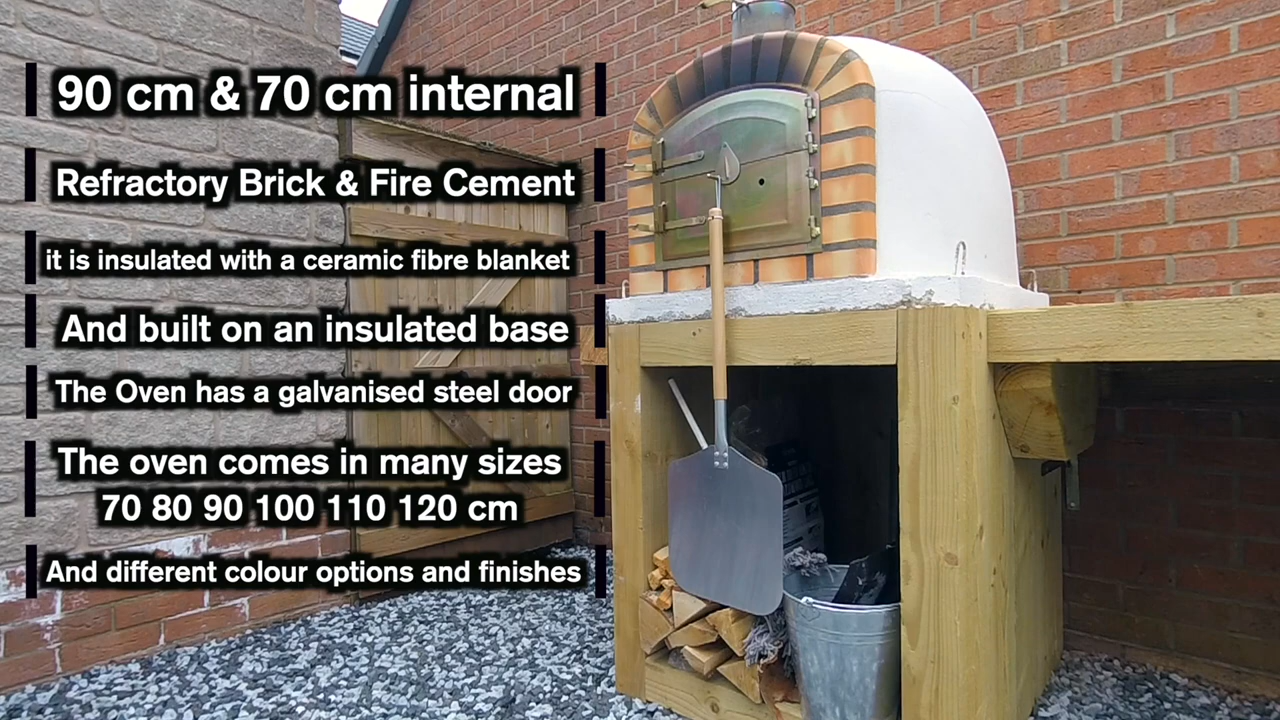 90 cm & 70 cm internal
Refractory Brick & Fire Cement
it is insulated with a ceramic fibre blanket
And built on an insulated base
The Oven has a galvanised steel door
The oven comes in many sizes
70 80 90 100 110 120 cm
And different colour options and finishes